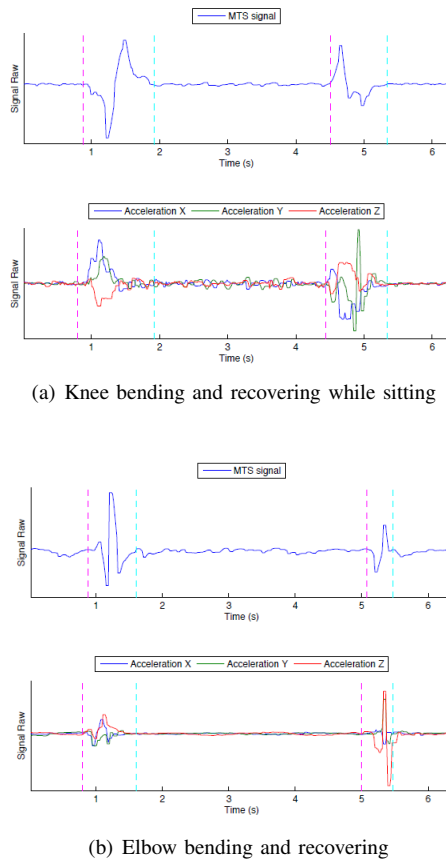 MTS signal
Signal Raw
1 2 3 4 5 6
Time (s)
Acceleration X Acceleration Y Acceleration Z
Signal Raw
1 2 3 4 5 6
Time (s)
(a) Knee bending and recovering while sitting
MTS signal
Signal Raw
1 2 3 4 5 6
Time (s)
Acceleration X Acceleration Y Acceleration Z
Signal Raw
1 2 3 4 5 6
Time (s)
(b) Elbow bending and recovering